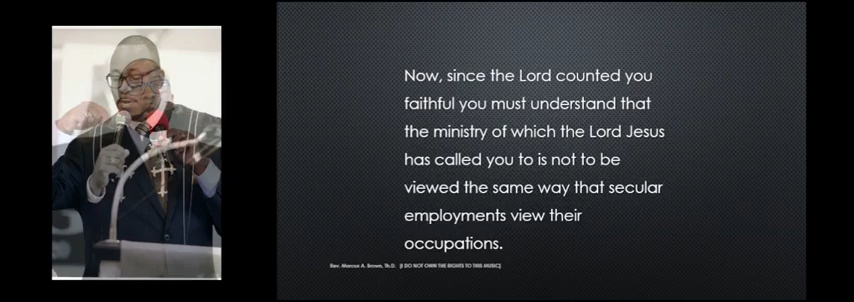 Now, since the Lord counted you
faithful you must understand that
the ministry of which the Lord Jesus
has called you to is not to be
viewed the same way that secular
employments view their
occupations.
Rev. Marcus A. Brown, Th.D. [I DO NOT OWN THE RIGHTS TO THIS MUSIC]